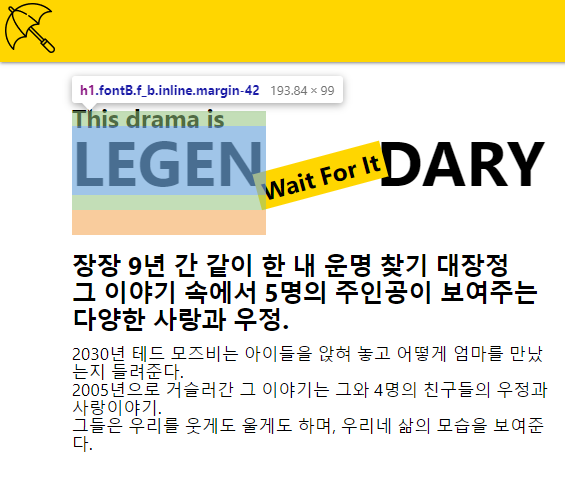 h1.fontB.f_b.inline.margin-42 193.84 × 99
This drama is
LEGEN Wait For It DARY
장장 9년 간 같이 한 내 운명 찾기 대장정
그 이야기 속에서 5명의 주인공이 보여주는
다양한 사랑과 우정.
2030년 테드 모즈비는 아이들을 앉혀 놓고 어떻게 엄마를 만났
는지 들려준다.
2005년으로 거슬러간 그 이야기는 그와 4명의 친구들의 우정과
사랑이야기.
그들은 우리를 웃게도 울게도 하며, 우리네 삶의 모습을 보여준
다.